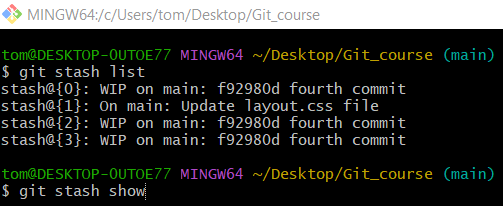 MINGW64:/c/Users/tom/Desktop/Git_course
tom@DESKTOP-OUTOE77 MINGW64 ~/Desktop/Git_course (main)
$ git stash list
stash@{0}: WIP on main: f92980d fourth commit
stash@{1}: On main: Update layout.css file
stash@{2}: WIP on main: f92980d fourth commit
stash@{3}: WIP on main: f92980d fourth commit
tom@DESKTOP-OUTOE77 MINGW64 ~/Desktop/Git_course (main)
$ git stash show